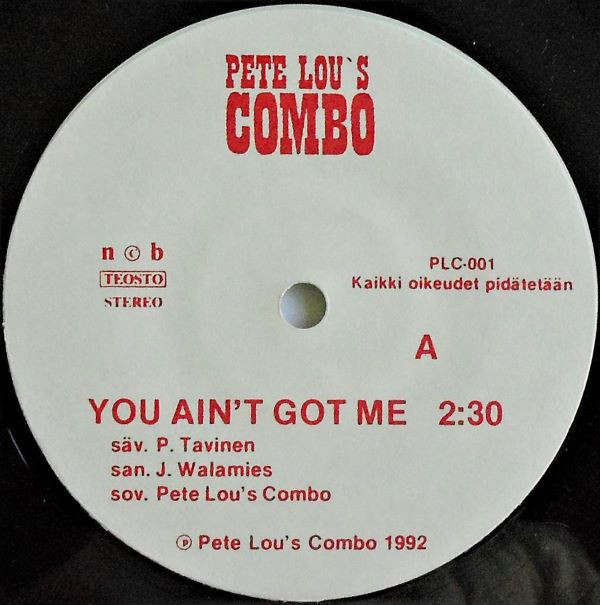 PETE LOU`S
COMBO
n © b
TEOSTO
STEREO
PLC-001
Kaikki oikeudet pidätetään
A
YOU AIN'T GOT ME 2:30
säv. P. Tavinen
san. J. Walamies
sov. Pete Lou's Combo
℗ Pete Lou's Combo 1992